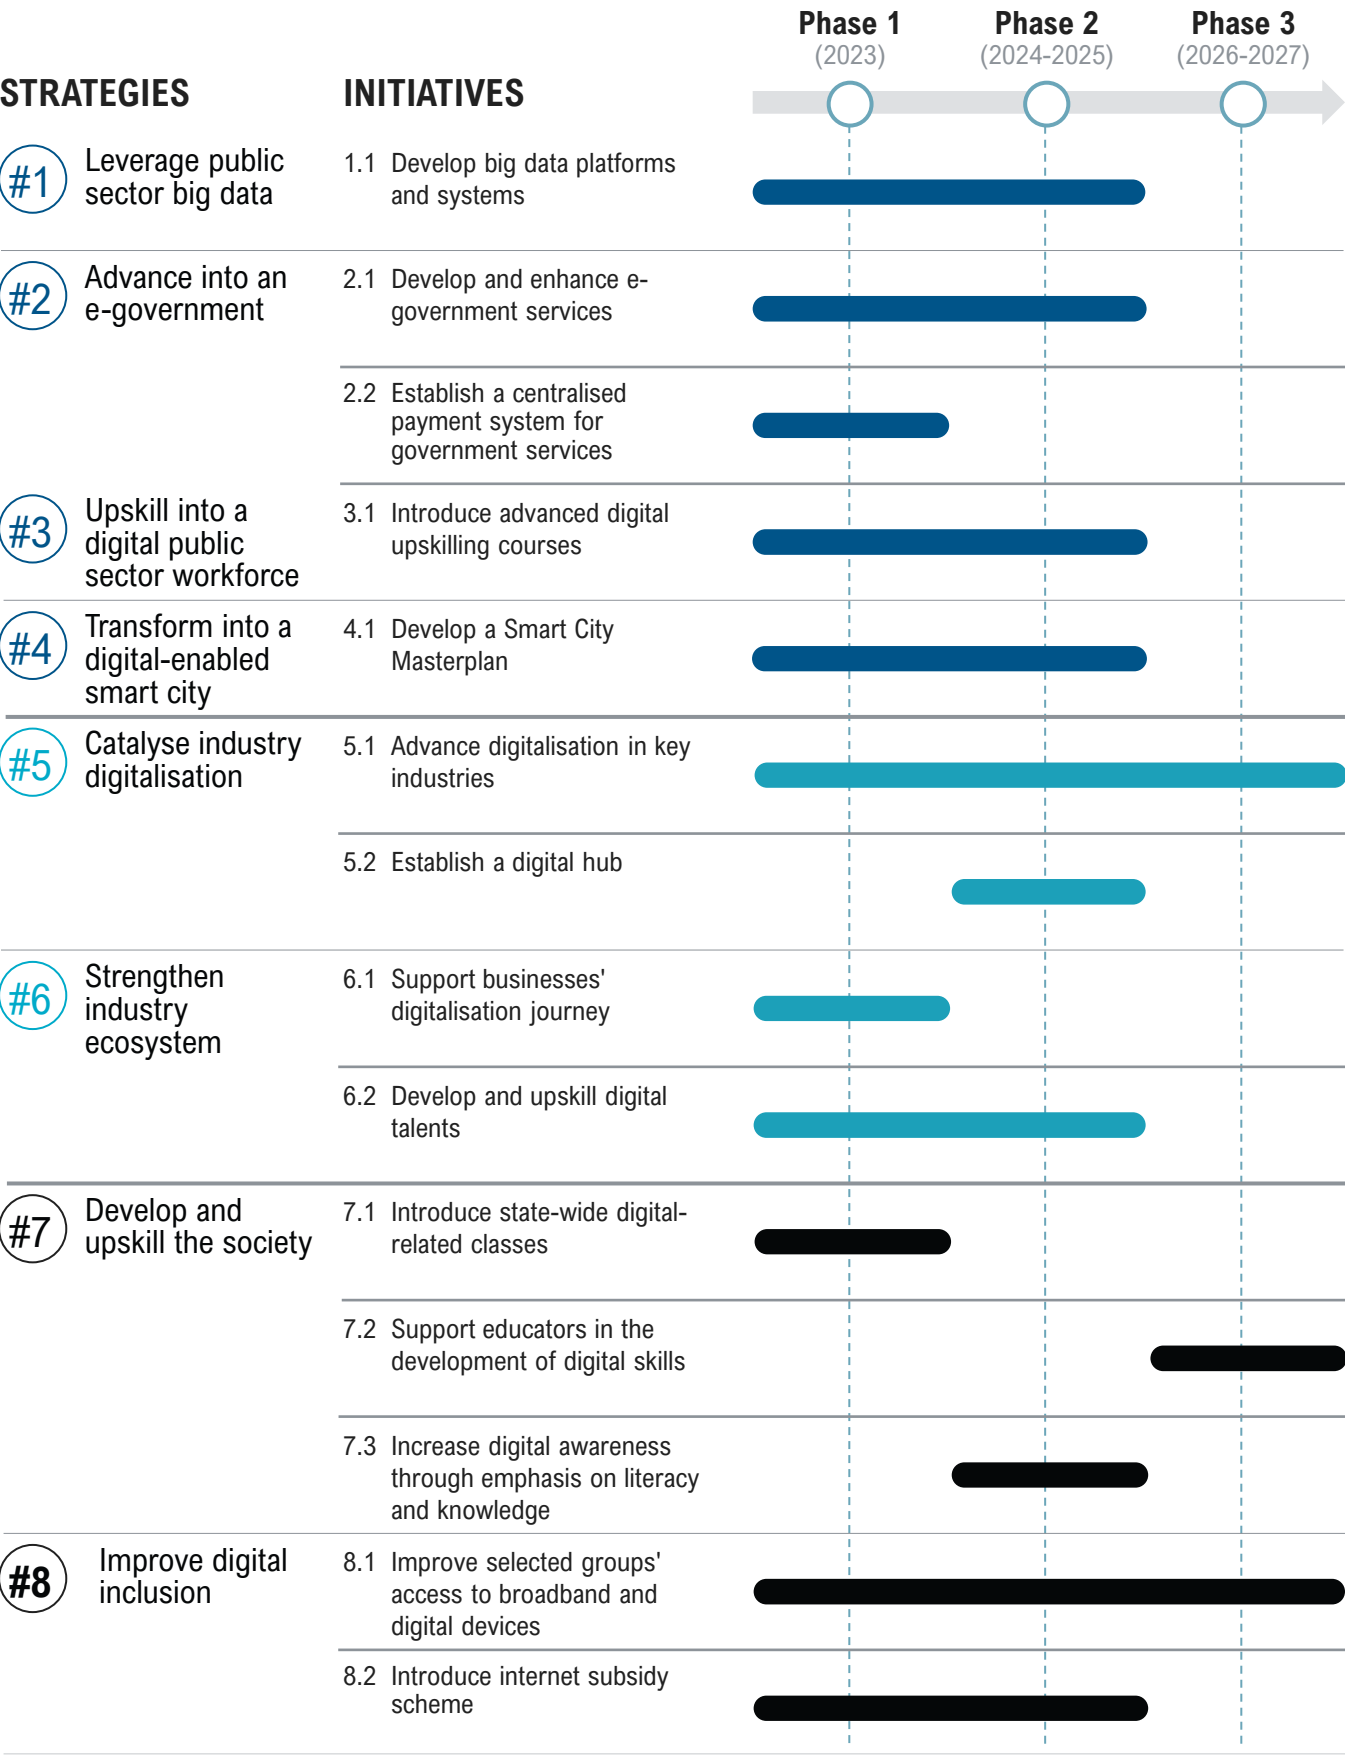 Phase 1
(2023)
Phase 2
(2024-2025)
Phase 3
(2026-2027)
STRATEGIES
INITIATIVES
#1
Leverage public
sector big data
1.1 Develop big data platforms
and systems
#2
Advance into an
e-government
2.1 Develop and enhance e-
government services
2.2 Establish a centralised
payment system for
government services
#3
Upskill into a
digital public
sector workforce
3.1 Introduce advanced digital
upskilling courses
#4
Transform into a
digital-enabled
smart city
4.1 Develop a Smart City
Masterplan
#5
Catalyse industry
digitalisation
5.1 Advance digitalisation in key
industries
5.2 Establish a digital hub
#6
Strengthen
industry
ecosystem
6.1 Support businesses'
digitalisation journey
6.2 Develop and upskill digital
talents
#7
Develop and
upskill the society
7.1 Introduce state-wide digital-
related classes
7.2 Support educators in the
development of digital skills
7.3 Increase digital awareness
through emphasis on literacy
and knowledge
#8
Improve digital
inclusion
8.1 Improve selected groups'
access to broadband and
digital devices
8.2 Introduce internet subsidy
scheme